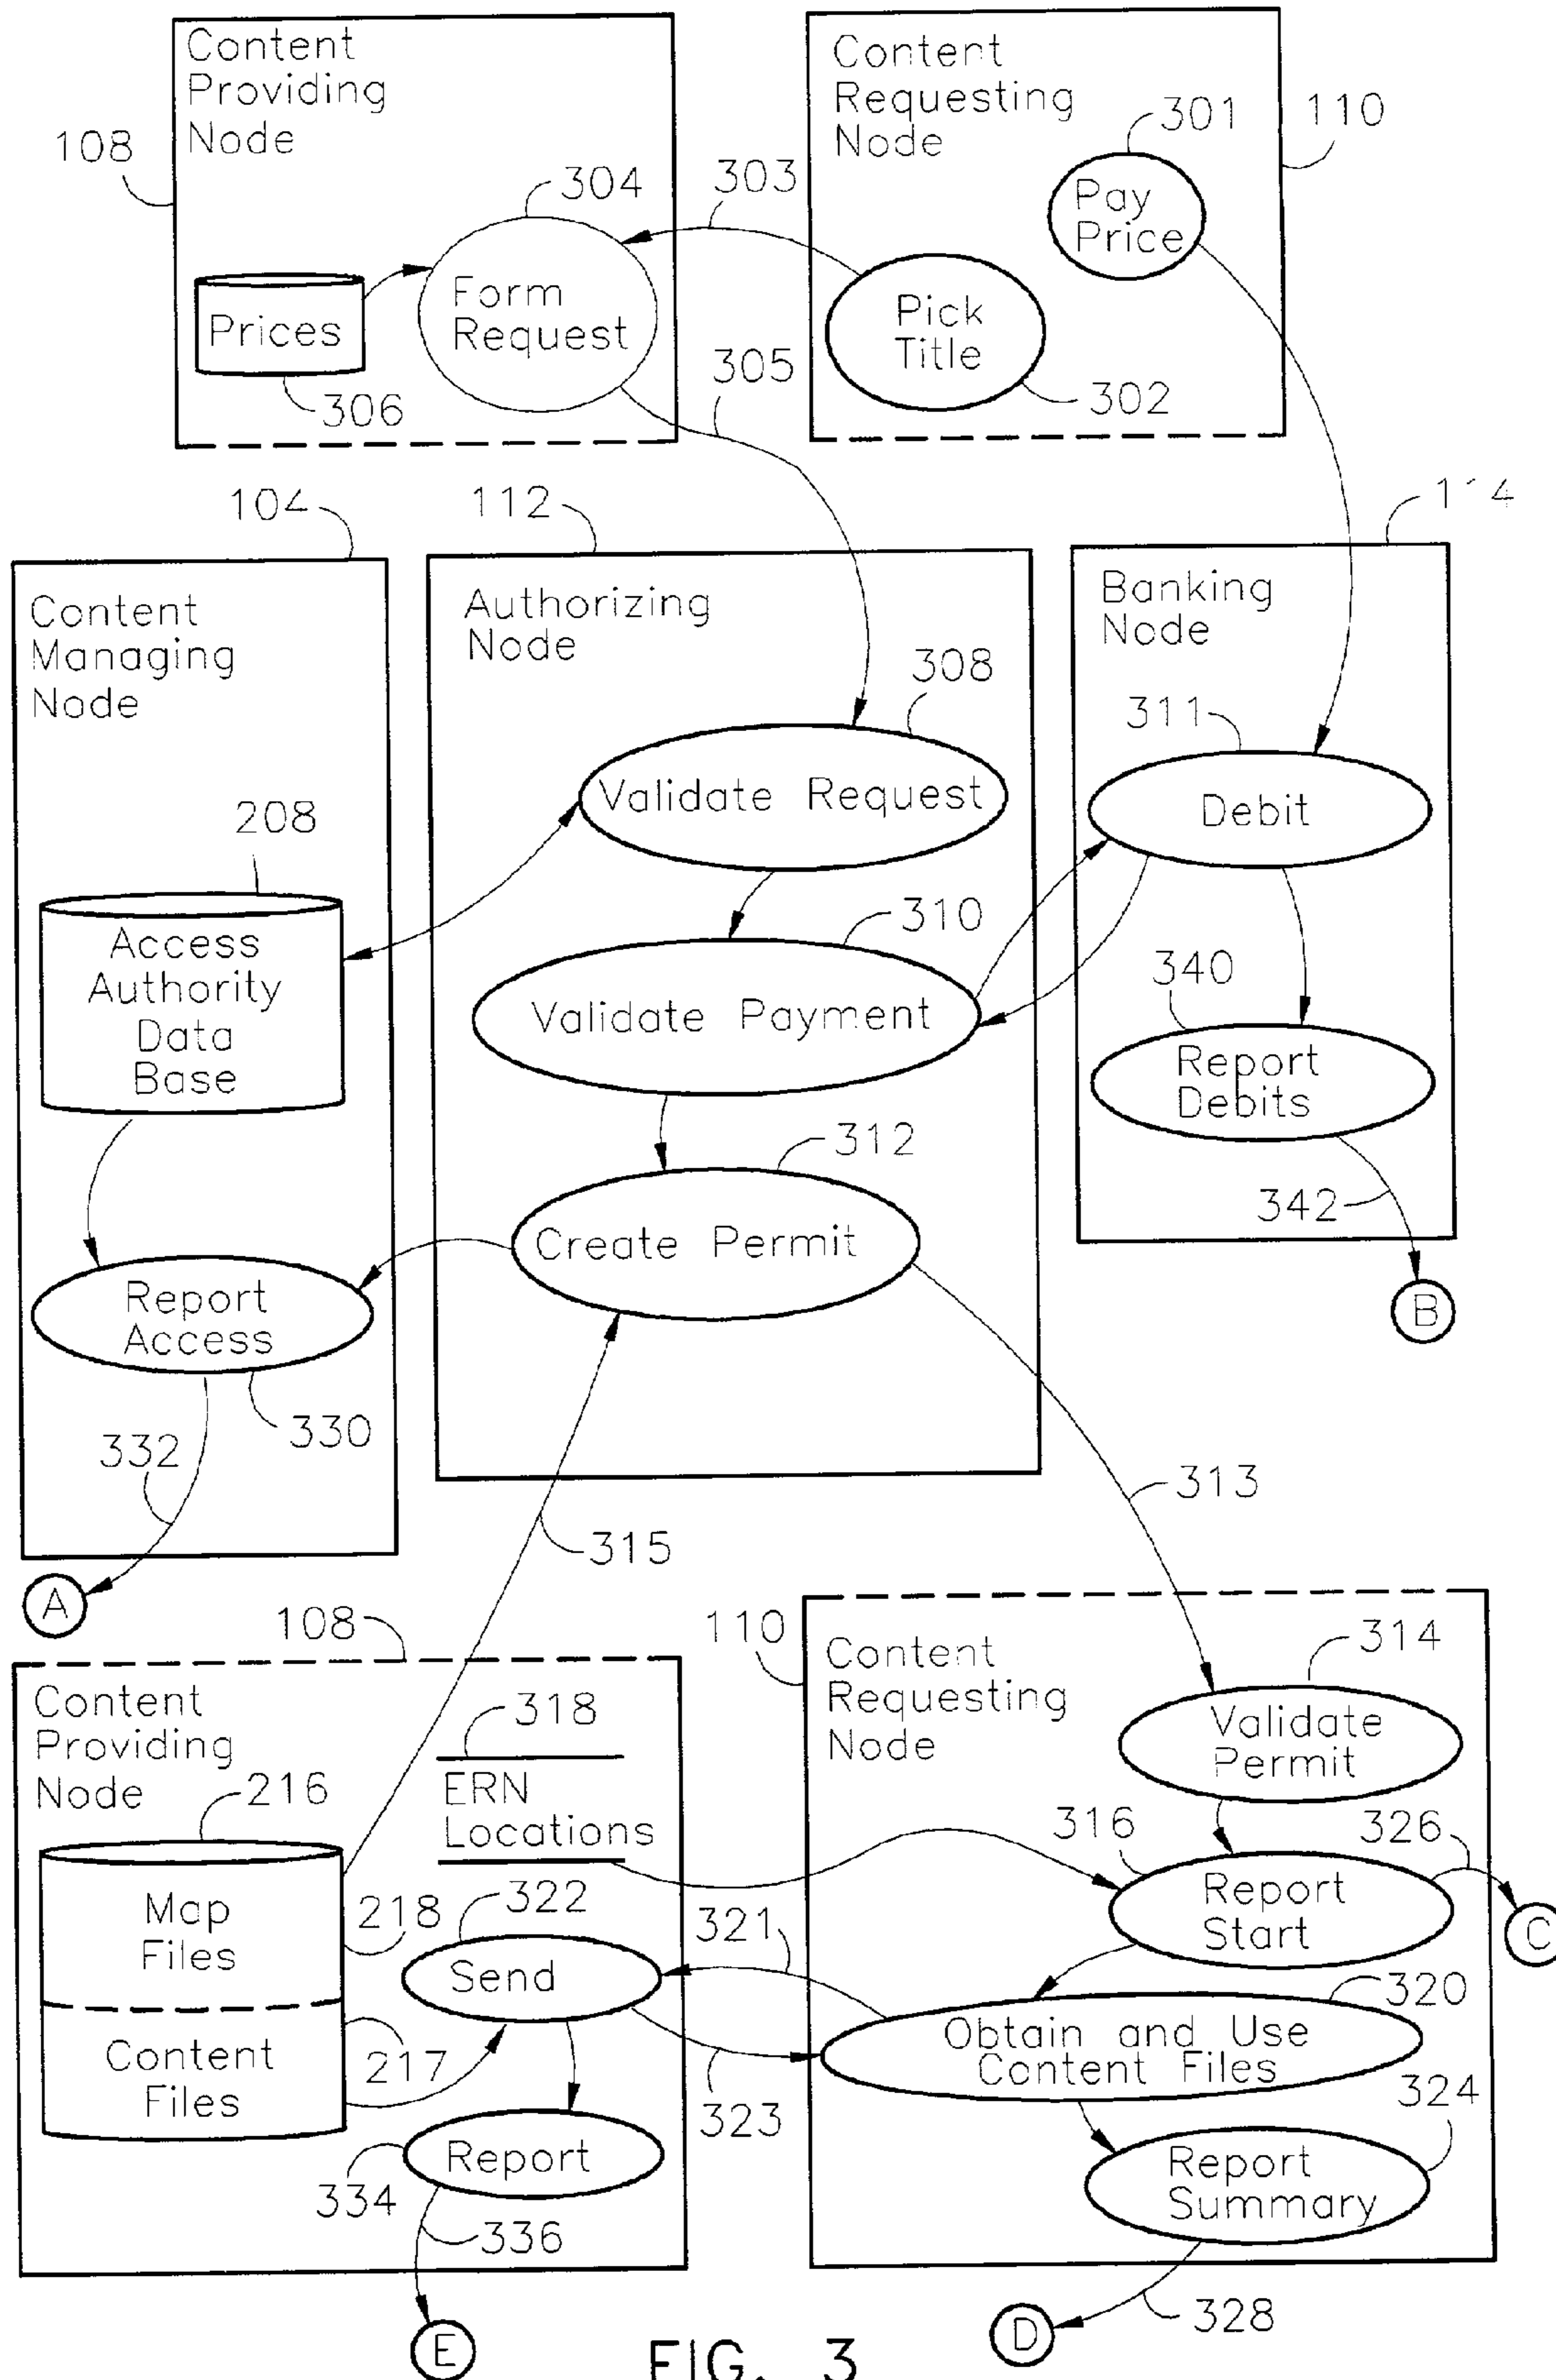 Content
Providing
Node
108
304
Prices
306
Form
Request
303
305
Content
Requesting
Node
110
301
Pay
Price
Pick
Title
302
104
Content
Managing
Node
208
Access
Authority
Data
Base
Report
Access
330
332
A
112
Authorizing
Node
308
Validate Request
310
Validate Payment
312
Create Permit
315
313
114
Banking
Node
311
Debit
340
Report
Debits
342
B
108
Content
Providing
Node
216
Map
Files
218
Content
Files
217
318
ERN
Locations
322
Send
321
323
Report
334
336
E
110
Content
Requesting
Node
314
Validate
Permit
316
326
Report
Start
C
320
Obtain and Use
Content Files
324
Report
Summary
328
D
FIG. 3